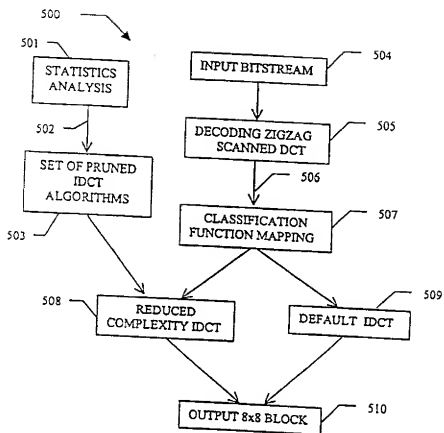 500
501
STATISTICS
ANALYSIS
502
SET OF PRUNED
IDCT
ALGORITHMS
503
INPUT BITSTREAM
504
DECODING ZIGZAG
SCANNED DCT
505
506
CLASSIFICATION
FUNCTION MAPPING
507
508
REDUCED
COMPLEXITY IDCT
509
DEFAULT IDCT
OUTPUT 8x8 BLOCK
510